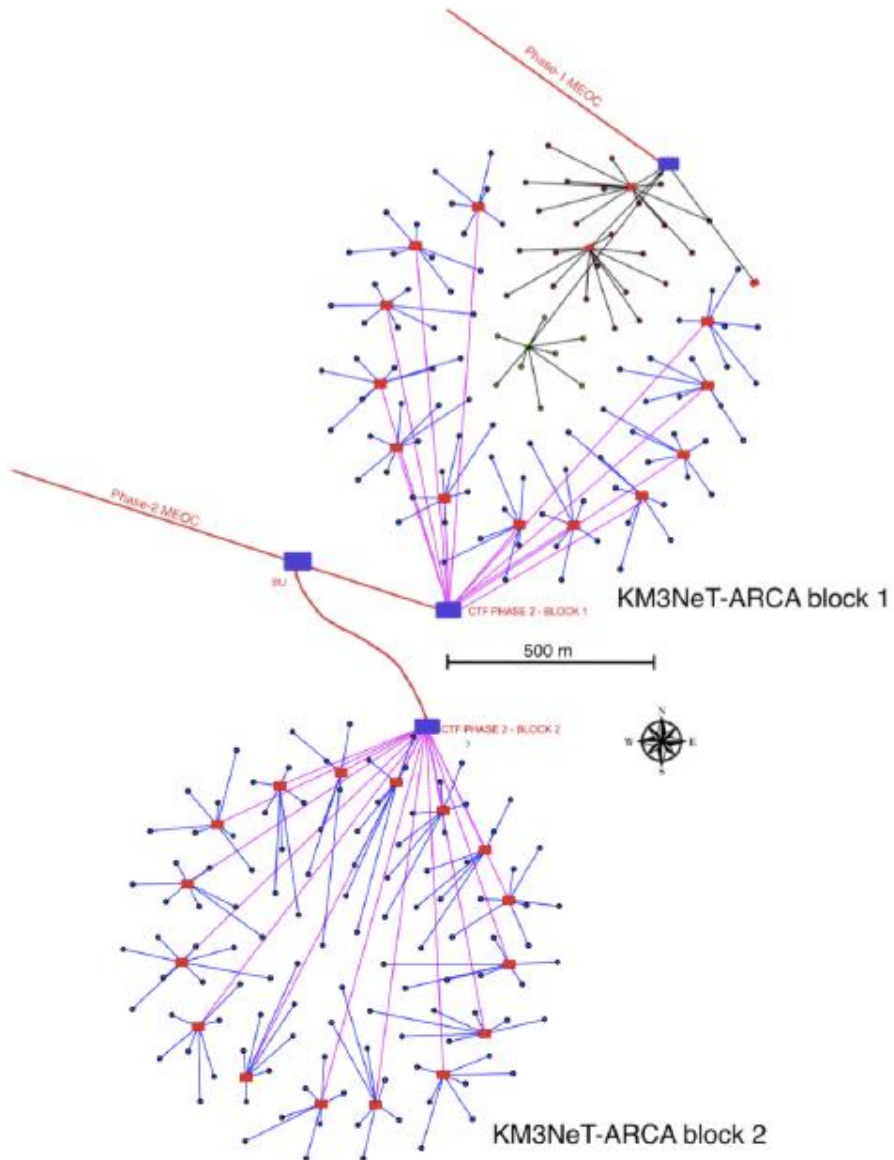 Phase-1 MEOC
Phase-2 MEOC
BU
CTF PHASE 2 - BLOCK 1
KM3NeT-ARCA block 1
500 m
CTF PHASE 2 - BLOCK 2
N
W E
S
KM3NeT-ARCA block 2